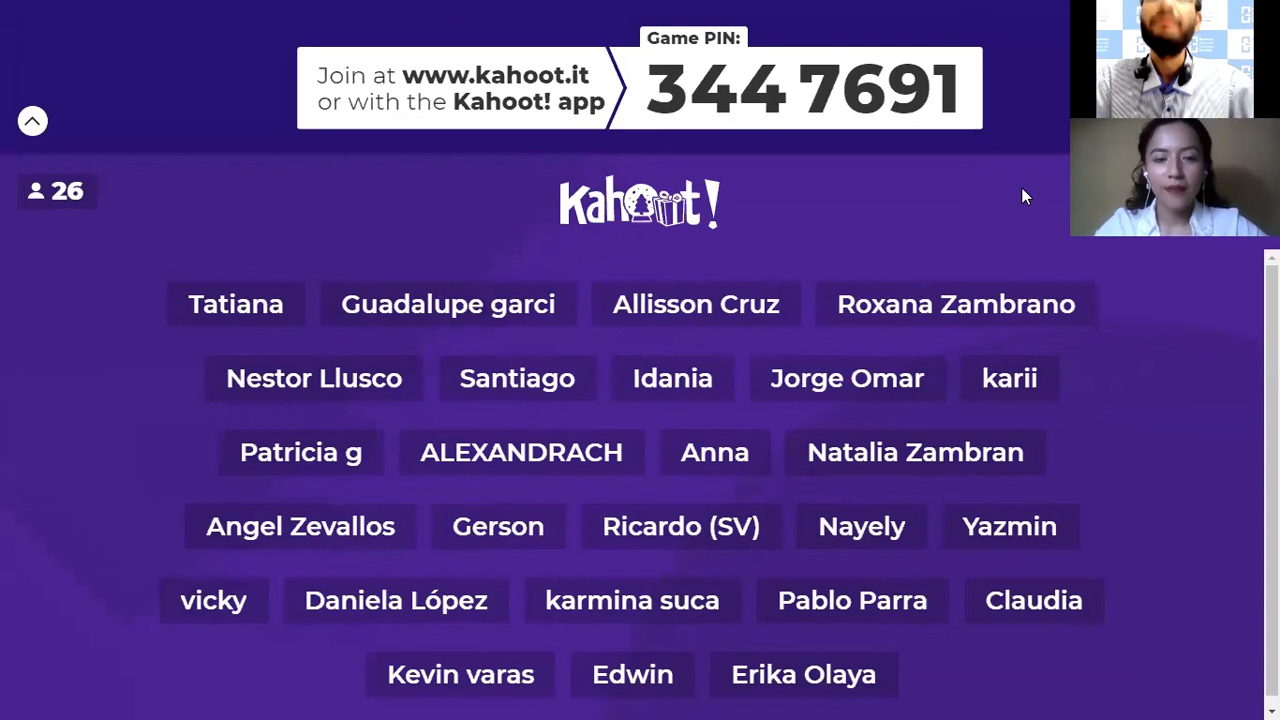 Game PIN:
Join at www.kahoot.it
or with the Kahoot! app
344 7691
26
Kahoot!
Tatiana Guadalupe garci Allisson Cruz Roxana Zambrano
Nestor Llusco Santiago Idania Jorge Omar karii
Patricia g ALEXANDRACH Anna Natalia Zambran
Angel Zevallos Gerson Ricardo (SV) Nayely Yazmin
vicky Daniela López karmina suca Pablo Parra Claudia
Kevin varas Edwin Erika Olaya